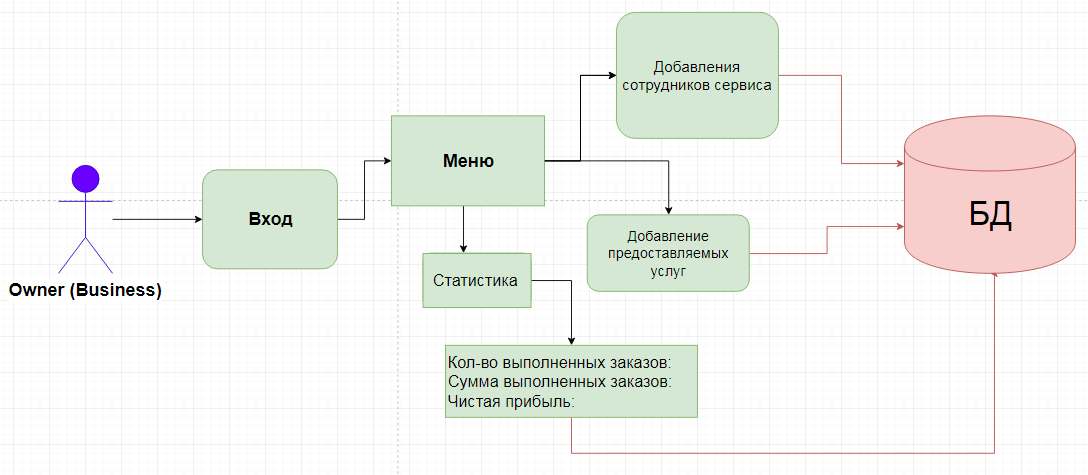 Добавления
сотрудников сервиса
Меню
Вход
БД
Добавление
предоставляемых
услуг
Статистика
Owner (Business)
Кол-во выполненных заказов:
Сумма выполненных заказов:
Чистая прибыль: